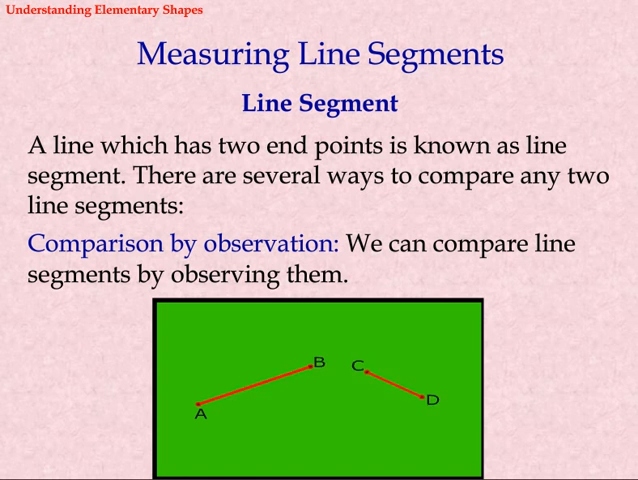 Understanding Elementary Shapes
Measuring Line Segments
Line Segment
A line which has two end points is known as line
segment. There are several ways to compare any two
line segments:
Comparison by observation: We can compare line
segments by observing them.
B
C
D
A